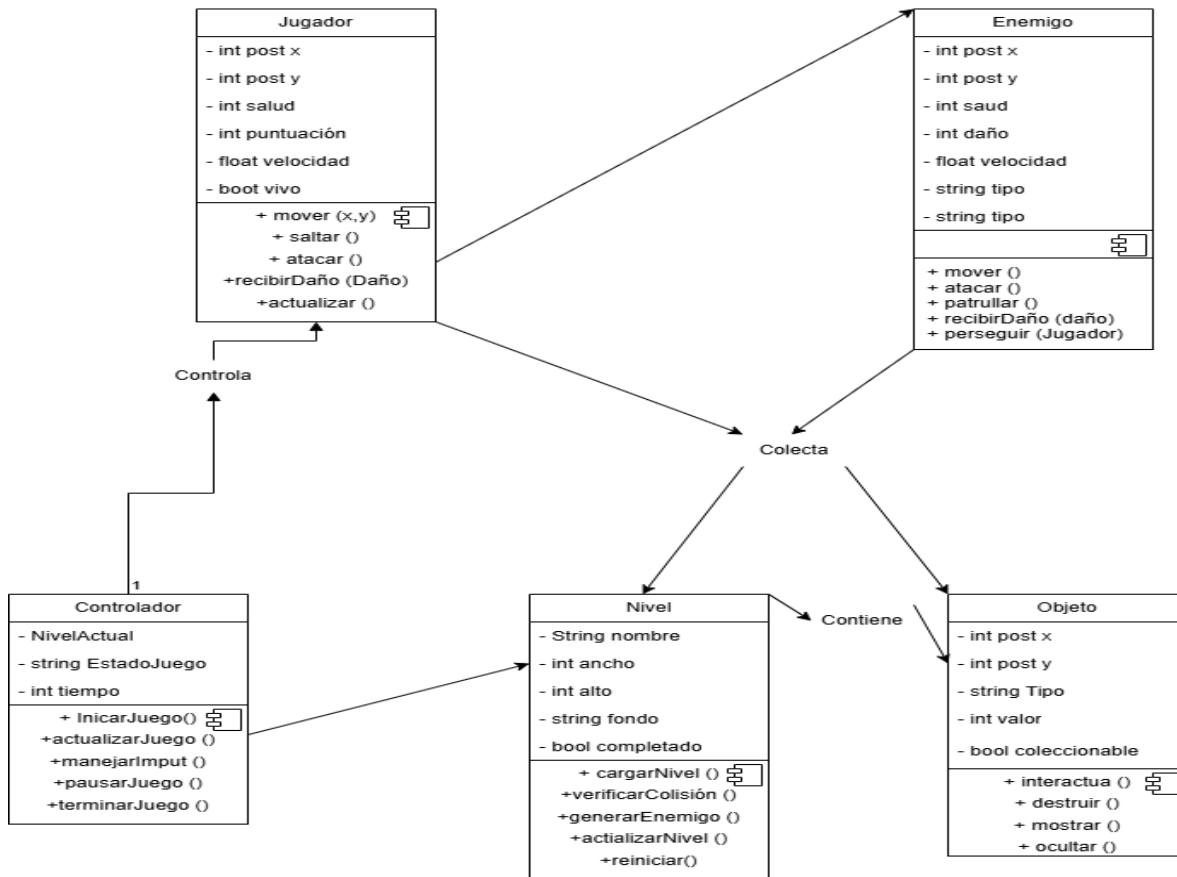 Jugador
- int post x
- int post y
- int salud
- int puntuación
- float velocidad
- boot vivo
+ mover (x,y)
+ saltar ()
+ atacar ()
+recibirDaño (Daño)
+actualizar ()
Enemigo
- int post x
- int post y
- int saud
- int daño
- float velocidad
- string tipo
- string tipo
+ mover ()
+ atacar ()
+ patrullar ()
+ recibirDaño (daño)
+ perseguir (Jugador)
Controla
Colecta
1
Controlador
- NivelActual
- string EstadoJuego
- int tiempo
+ InicarJuego()
+actualizarJuego ()
+manejarImput ()
+pausarJuego ()
+terminarJuego ()
Nivel
- String nombre
- int ancho
- int alto
- string fondo
- bool completado
+ cargarNivel ()
+verificarColisión ()
+generarEnemigo ()
+actializarNivel ()
+reiniciar()
Contiene
Objeto
- int post x
- int post y
- string Tipo
- int valor
- bool coleccionable
+ interactua ()
+ destruir ()
+ mostrar ()
+ ocultar ()